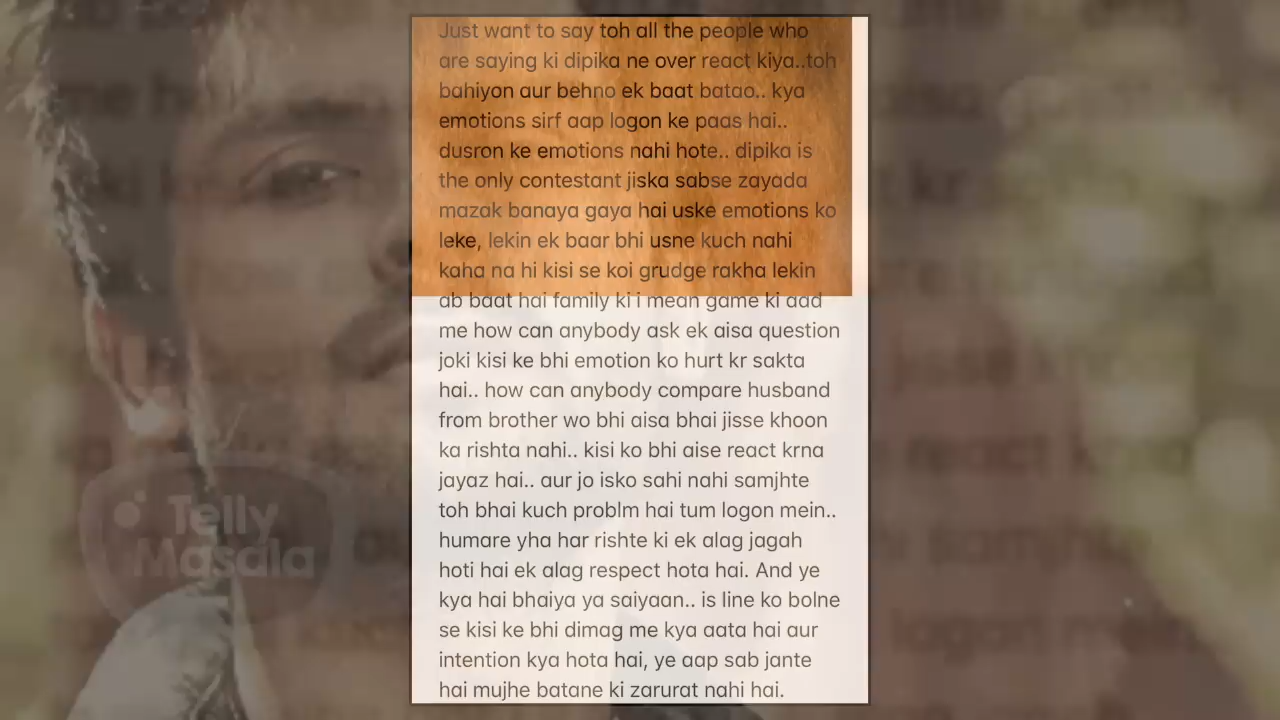 Just want to say toh all the people who
are saying ki dipika ne over react kiya..toh
bahiyon aur behno ek baat batao.. kya
emotions sirf aap logon ke paas hai..
dusron ke emotions nahi hote.. dipika is
the only contestant jiska sabse zayada
mazak banaya gaya hai uske emotions ko
leke, lekin ek baar bhi usne kuch nahi
kaha na hi kisi se koi grudge rakha lekin
ab baat hai family ki i mean game ki aad
me how can anybody ask ek aisa question
joki kisi ke bhi emotion ko hurt kr sakta
hai.. how can anybody compare husband
from brother wo bhi aisa bhai jisse khoon
ka rishta nahi.. kisi ko bhi aise react krna
jayaz hai.. aur jo isko sahi nahi samjhte
toh bhai kuch problm hai tum logon mein..
humare yha har rishte ki ek alag jagah
hoti hai ek alag respect hota hai. And ye
kya hai bhaiya ya saiyaan.. is line ko bolne
se kisi ke bhi dimag me kya aata hai aur
intention kya hota hai, ye aap sab jante
hai mujhe batane ki zarurat nahi hai.
Telly
Masala